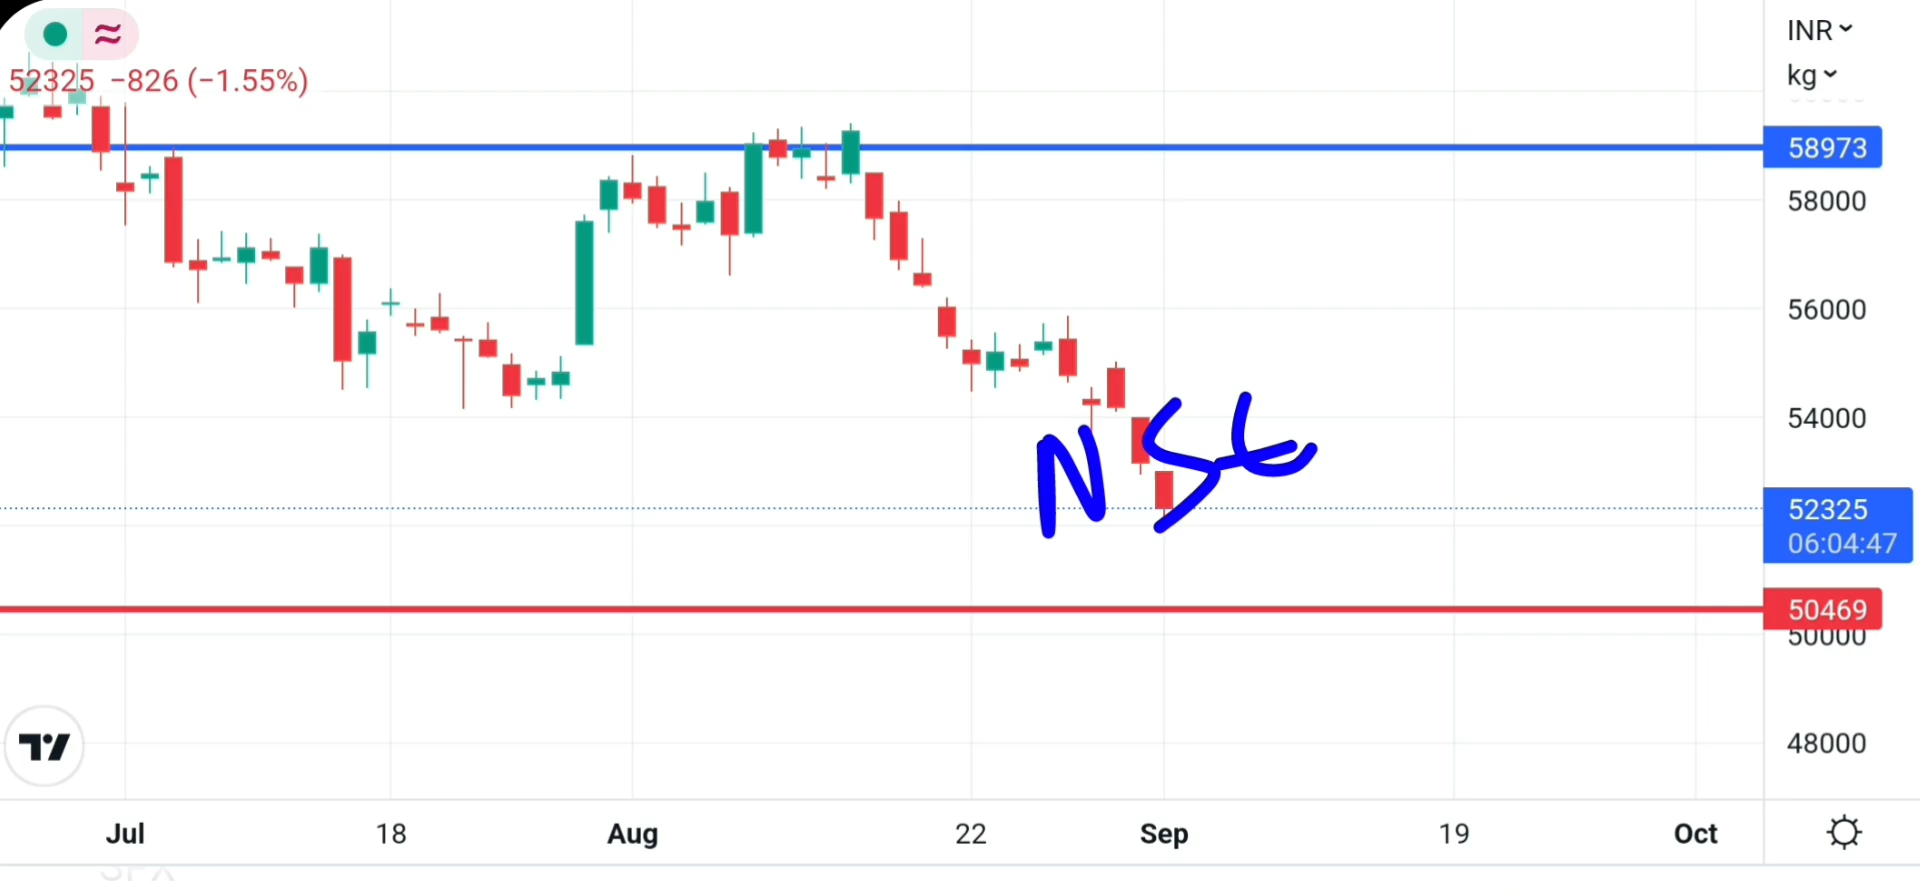 INR
kg
52325 −826 (−1.55%)
58973
58000
56000
54000
NSE
52325
06:04:47
50469
50000
48000
Jul 18 Aug 22 Sep 19 Oct